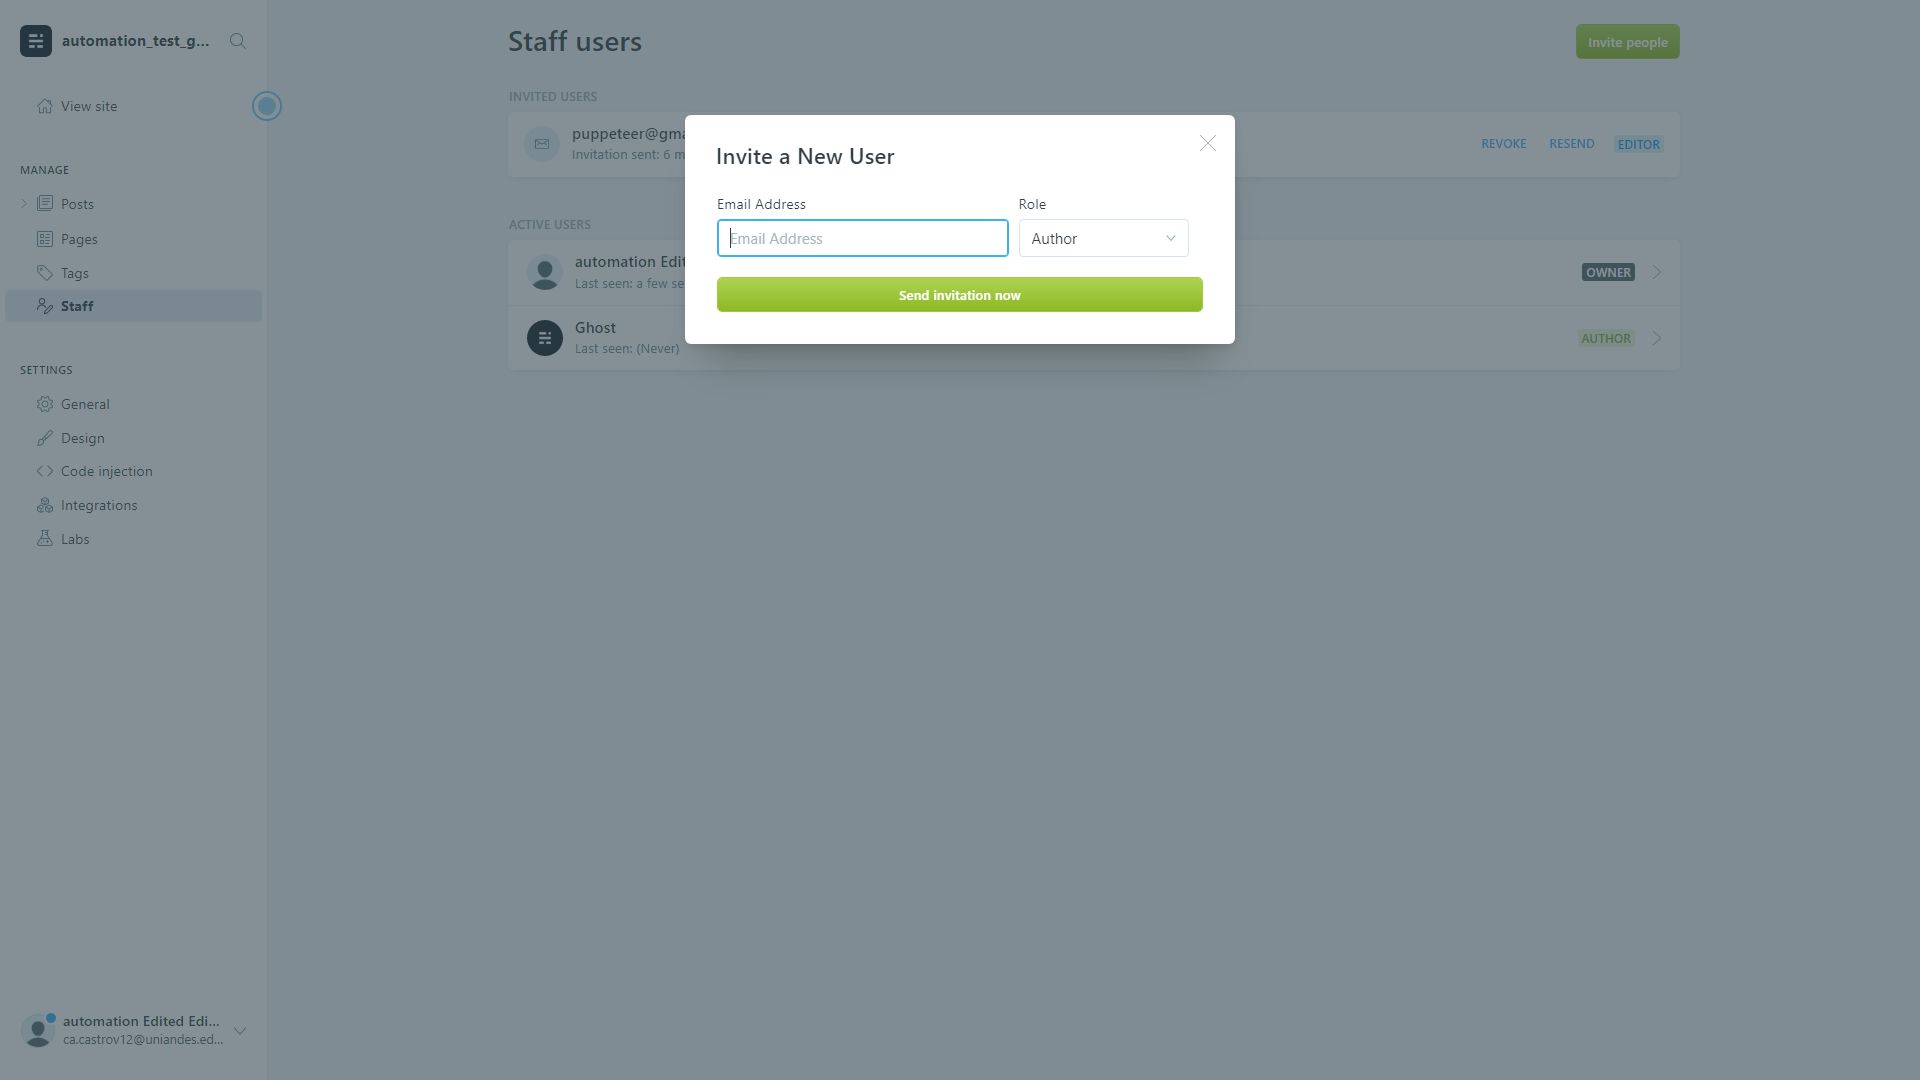 automation_test_g...
View site
MANAGE
Posts
Pages
Tags
Staff
SETTINGS
General
Design
Code injection
Integrations
Labs
automation Edited Edi...
ca.castrov12@uniandes.ed...
Staff users
Invite people
INVITED USERS
puppeteer@gma
Invitation sent: 6 m
REVOKE RESEND EDITOR
ACTIVE USERS
automation Edit
Last seen: a few se
OWNER
Ghost
Last seen: (Never)
AUTHOR
Invite a New User
Email Address Role
Email Address Author
Send invitation now